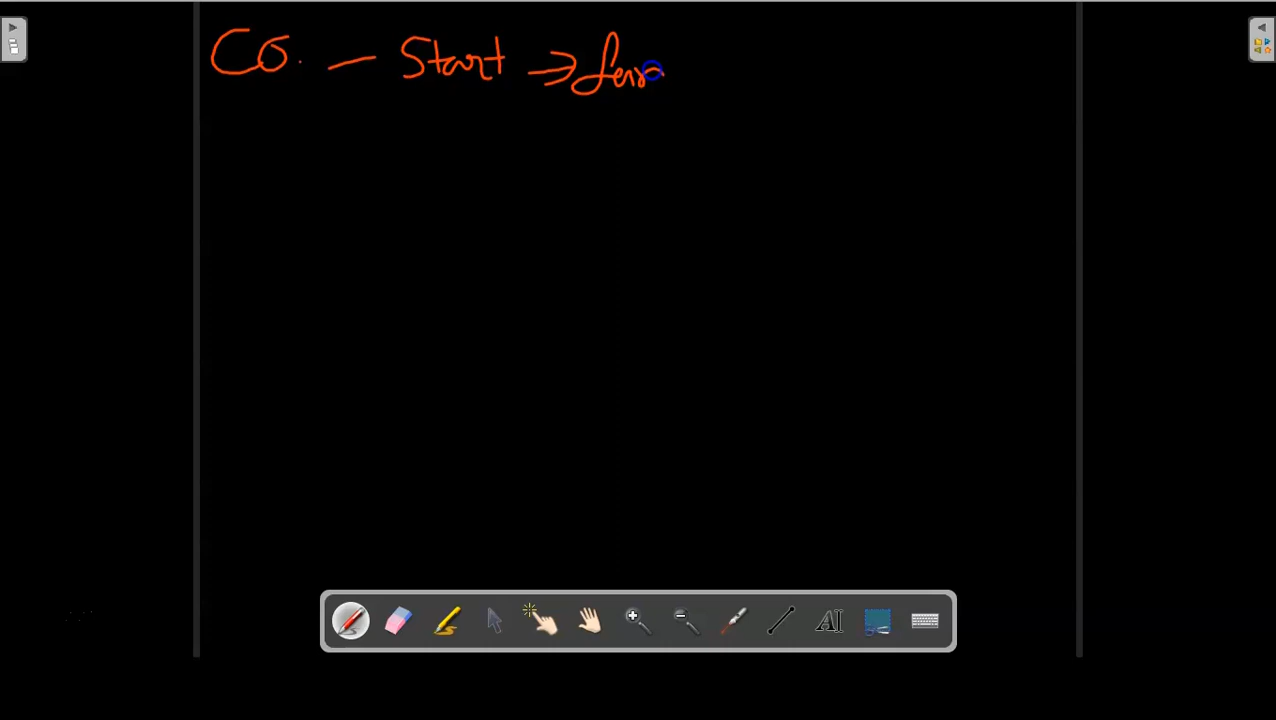 CO. — Start →